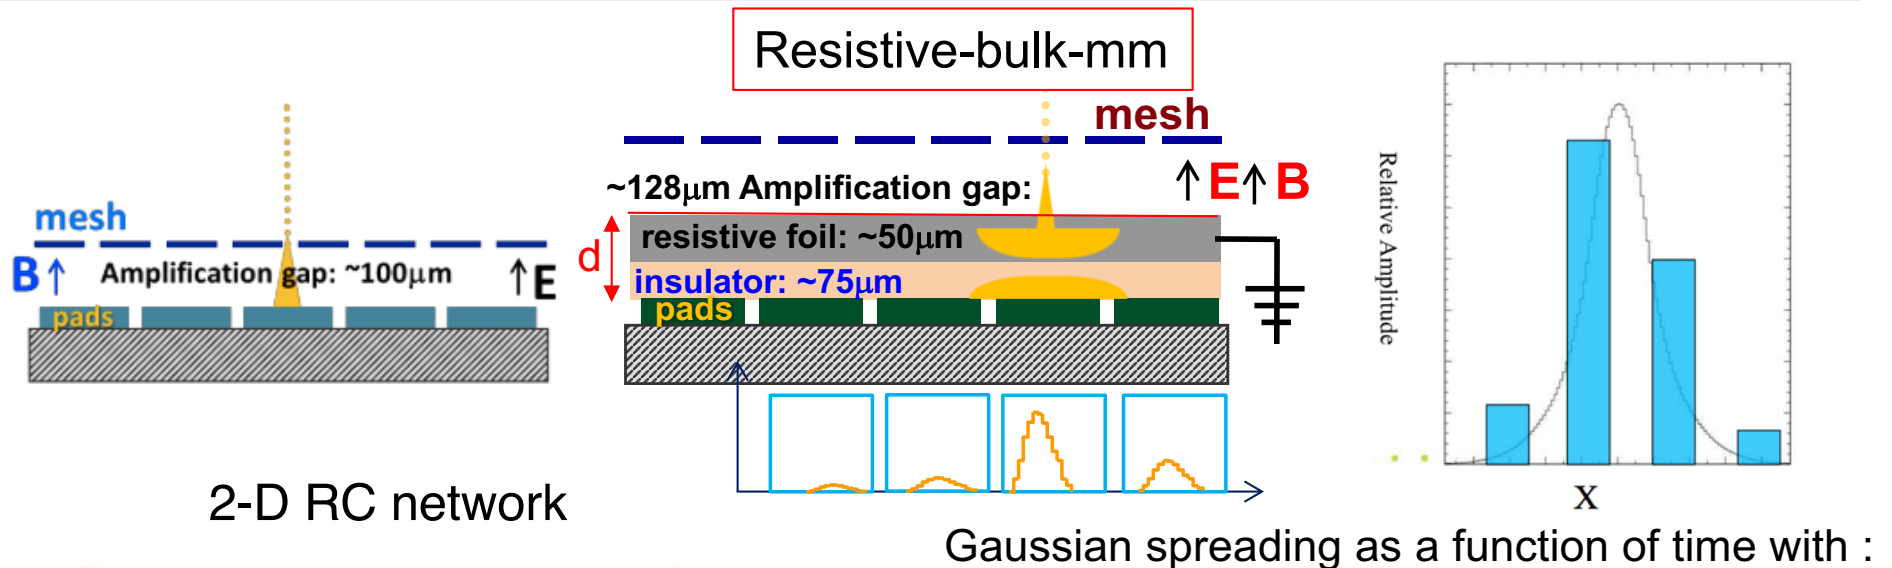 Resistive-bulk-mm
mesh
B ↑ Amplification gap: ~100μm ↑ E
pads
2-D RC network
mesh
~128μm Amplification gap: ↑ E ↑ B
d
resistive foil: ~50μm
insulator: ~75μm
pads
Relative Amplitude
X
Gaussian spreading as a function of time with :